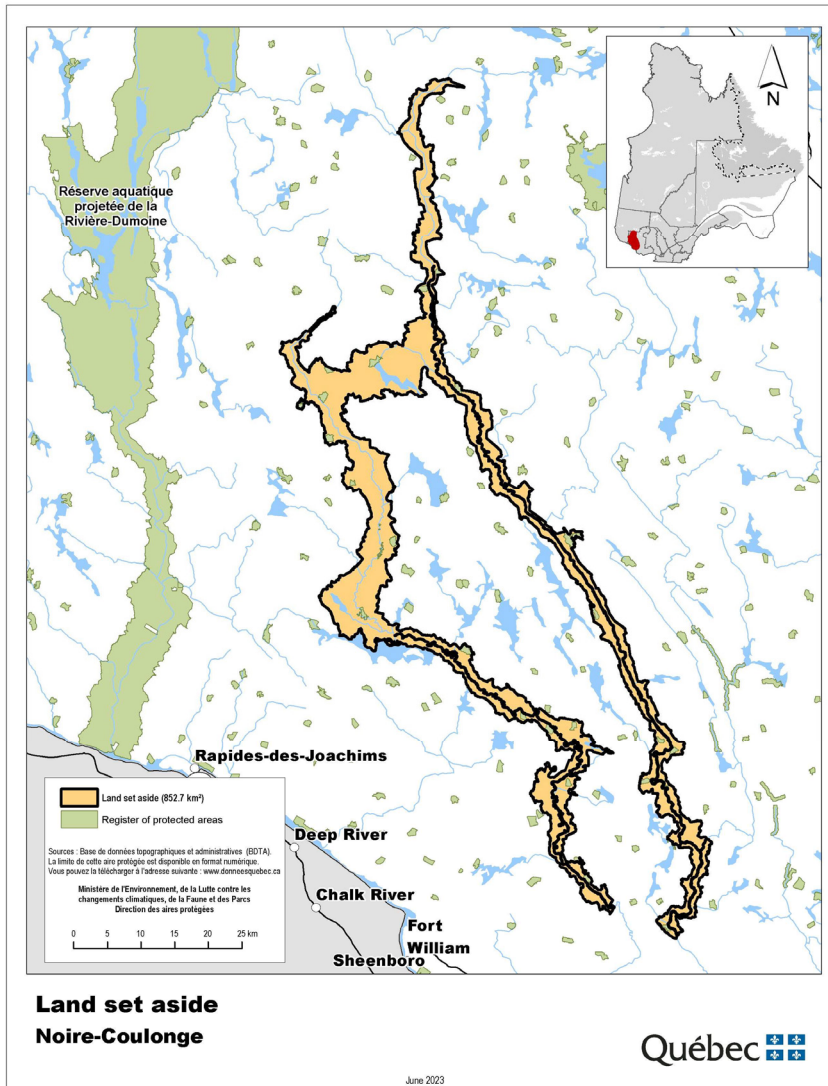 Réserve aquatique
projetée de la
Rivière-Dumoine
N
Rapides-des-Joachims
Land set aside (852.7 km²)
Register of protected areas
Sources : Base de données topographiques et administratives (BDTA).
La limite de cette aire protégée est disponible en format numérique.
Vous pouvez la télécharger à l'adresse suivante : www.donneesquebec.ca
Ministère de l'Environnement, de la Lutte contre les
changements climatiques, de la Faune et des Parcs
Direction des aires protégées
0 5 10 15 20 25 km
Deep River
Chalk River
Fort
William
Sheenboro
Land set aside
Noire-Coulonge
Québec
June 2023